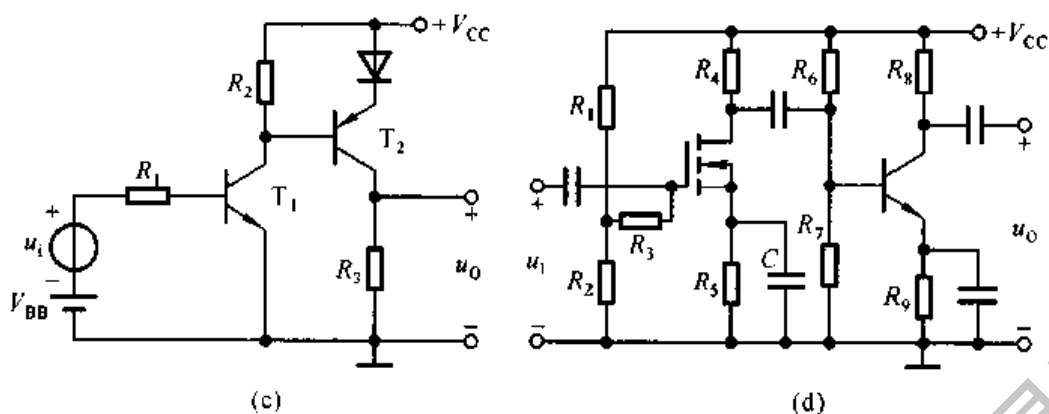 +V_CC
R_2
T_2
R_1
T_1
+
u_i
−
V_BB
R_3
+
u_O
−
(c)
+V_CC
R_4
R_6
R_8
R_1
+
R_3
u_I
R_2
R_5
C
R_7
R_9
+
u_O
−
−
(d)